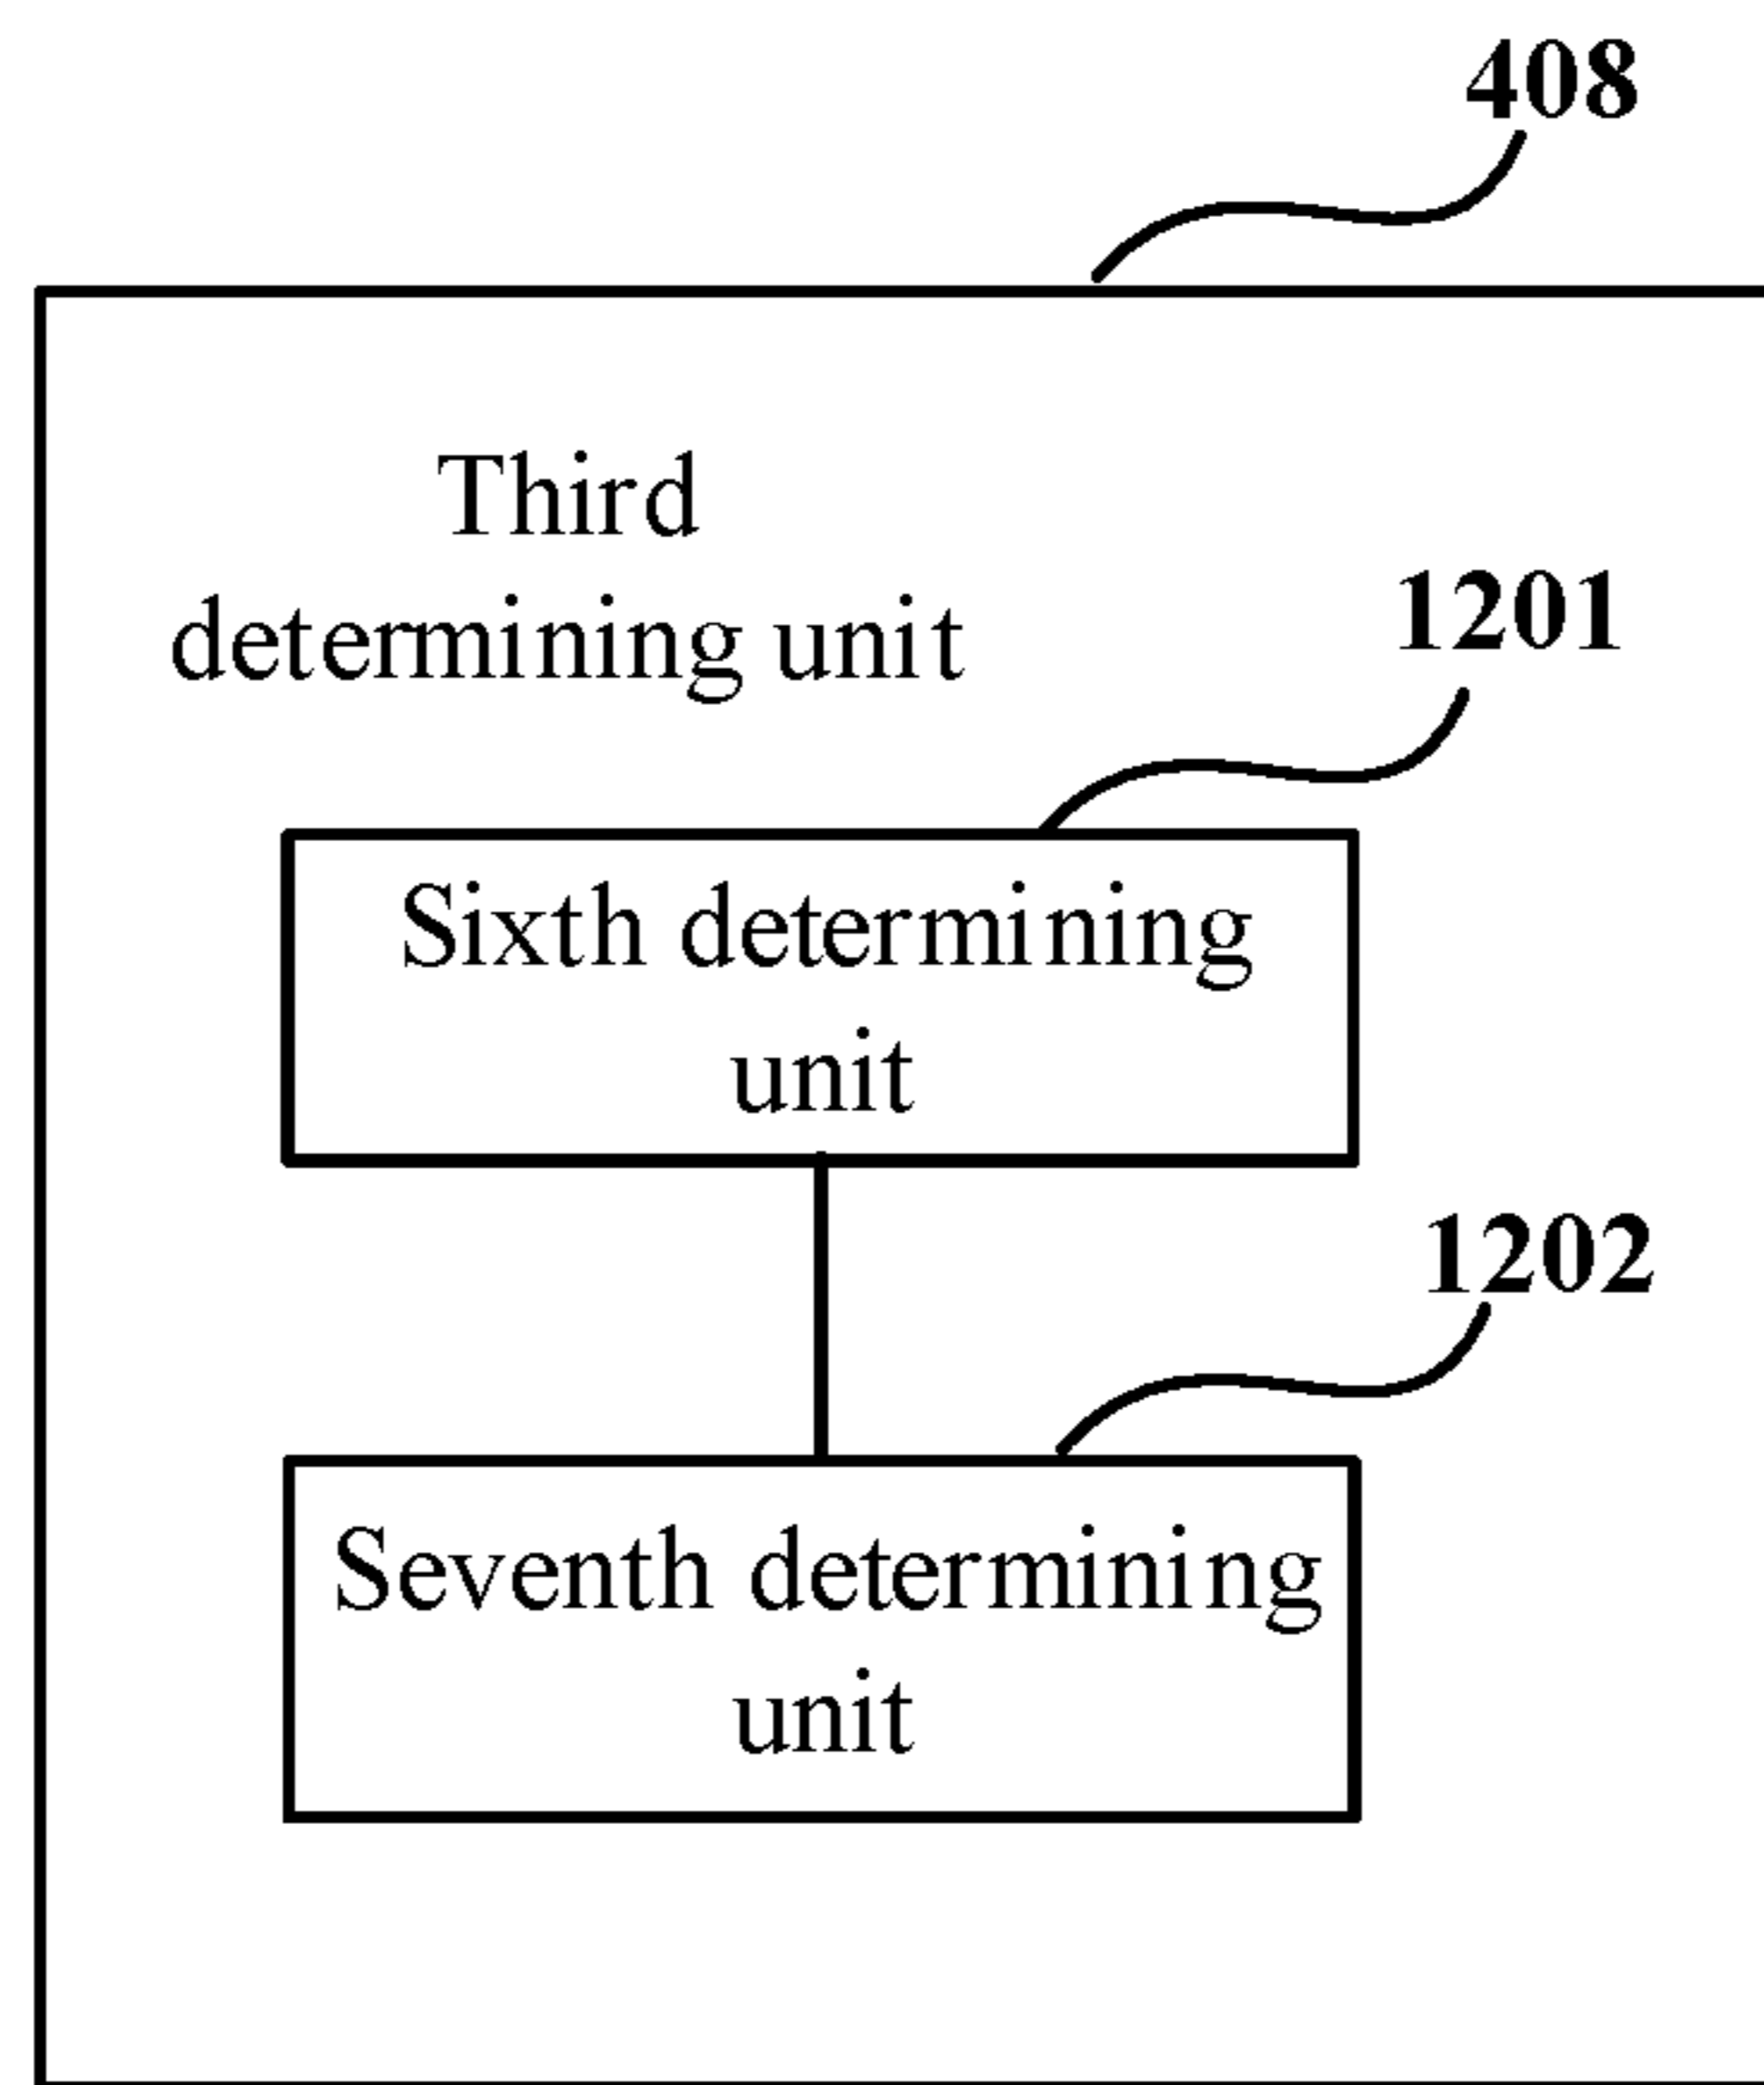 408
Third
determining unit
1201
Sixth determining
unit
1202
Seventh determining
unit